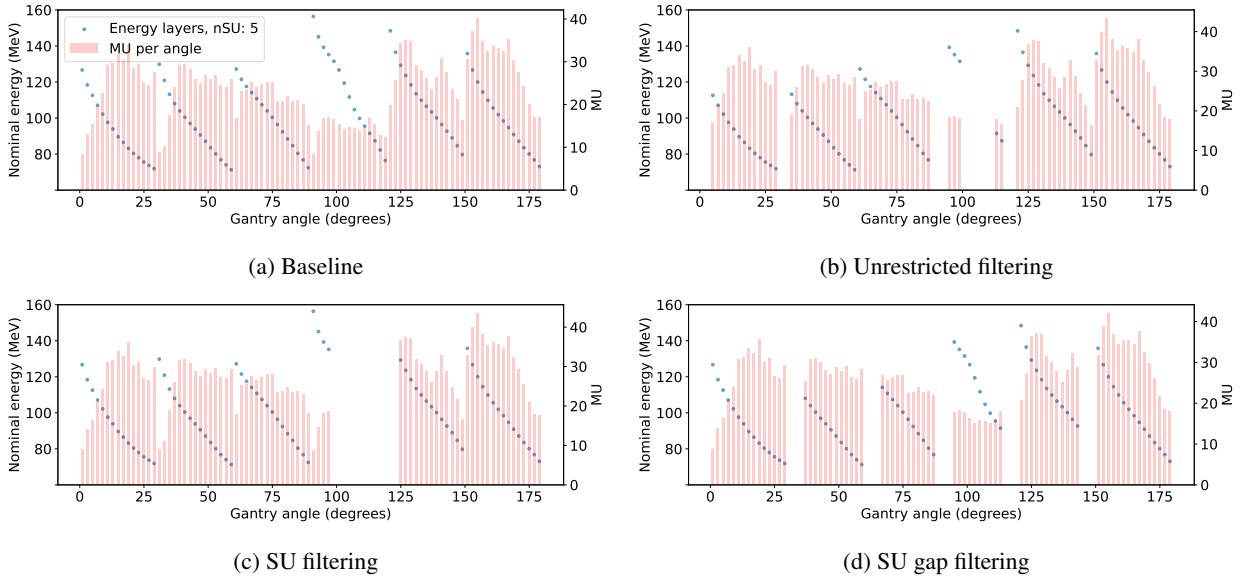 160
140
120
100
80
Nominal energy (MeV)
Energy layers, nSU: 5
MU per angle
40
30
20
10
0
MU
0 25 50 75 100 125 150 175
Gantry angle (degrees)
(a) Baseline
160
140
120
100
80
Nominal energy (MeV)
40
30
20
10
0
MU
0 25 50 75 100 125 150 175
Gantry angle (degrees)
(b) Unrestricted filtering
160
140
120
100
80
Nominal energy (MeV)
40
30
20
10
0
MU
0 25 50 75 100 125 150 175
Gantry angle (degrees)
(c) SU filtering
160
140
120
100
80
Nominal energy (MeV)
40
30
20
10
0
MU
0 25 50 75 100 125 150 175
Gantry angle (degrees)
(d) SU gap filtering